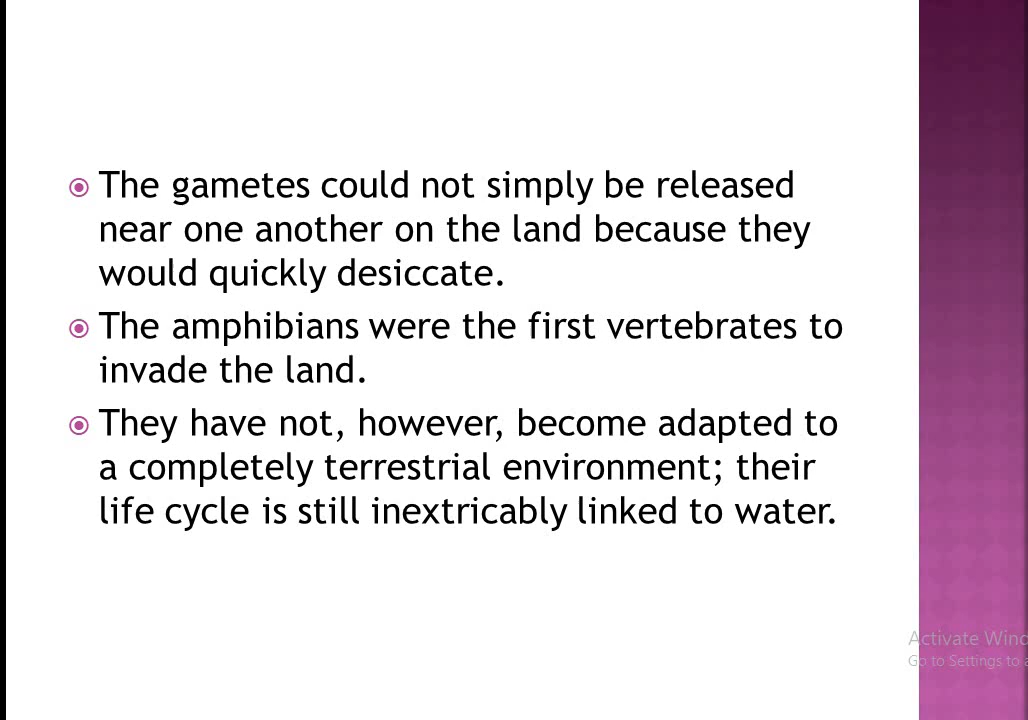 The gametes could not simply be released
near one another on the land because they
would quickly desiccate.
The amphibians were the first vertebrates to
invade the land.
They have not, however, become adapted to
a completely terrestrial environment; their
life cycle is still inextricably linked to water.
Activate Wind
Go to Settings to a